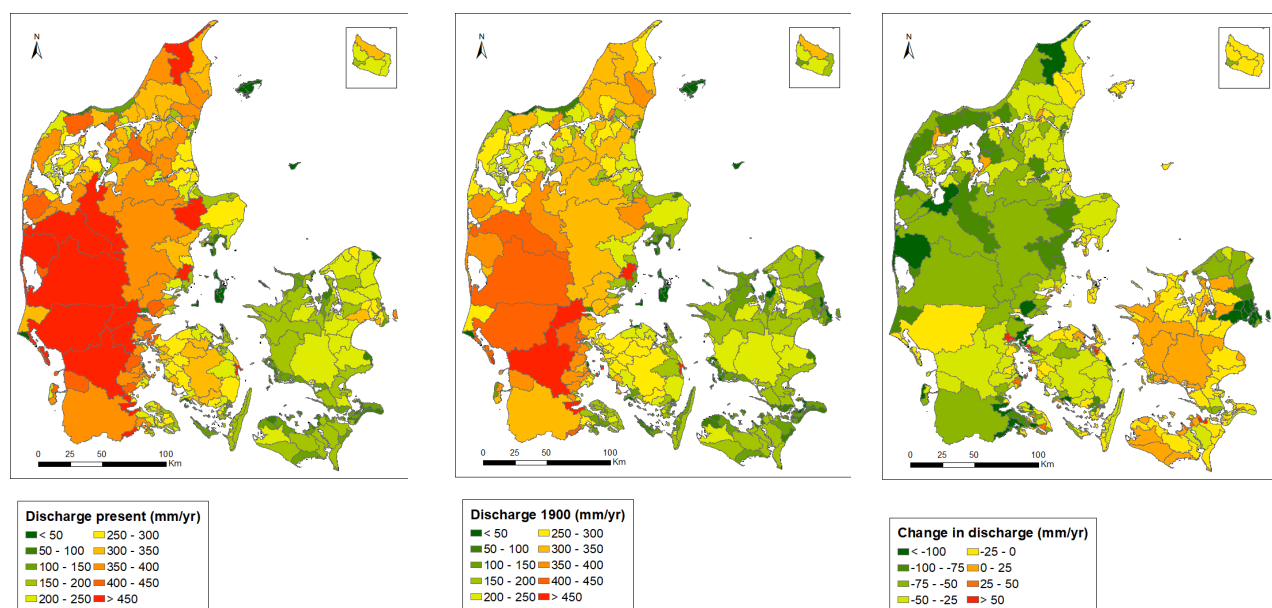 N
0 25 50 100
Km
Discharge present (mm/yr)
< 50 250 - 300
50 - 100 300 - 350
100 - 150 350 - 400
150 - 200 400 - 450
200 - 250 > 450
N
0 25 50 100
Km
Discharge 1900 (mm/yr)
< 50 250 - 300
50 - 100 300 - 350
100 - 150 350 - 400
150 - 200 400 - 450
200 - 250 > 450
N
0 25 50 100
Km
Change in discharge (mm/yr)
< -100 -25 - 0
-100 - -75 0 - 25
-75 - -50 25 - 50
-50 - -25 > 50